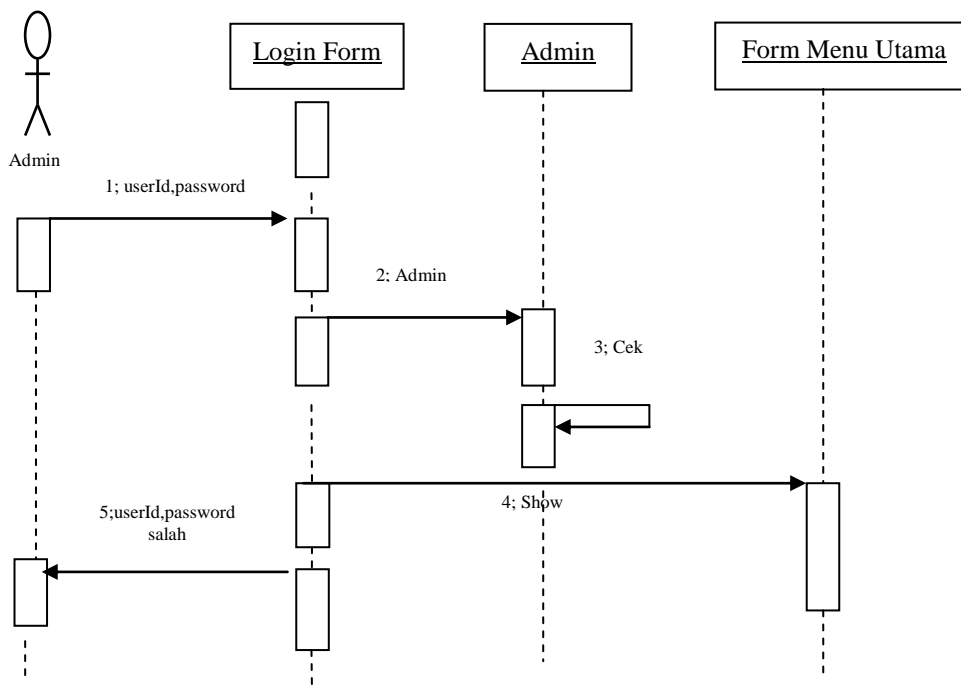 Login Form
Admin
Form Menu Utama
Admin
1; userId,password
2; Admin
3; Cek
4; Show
5;userId,password
salah